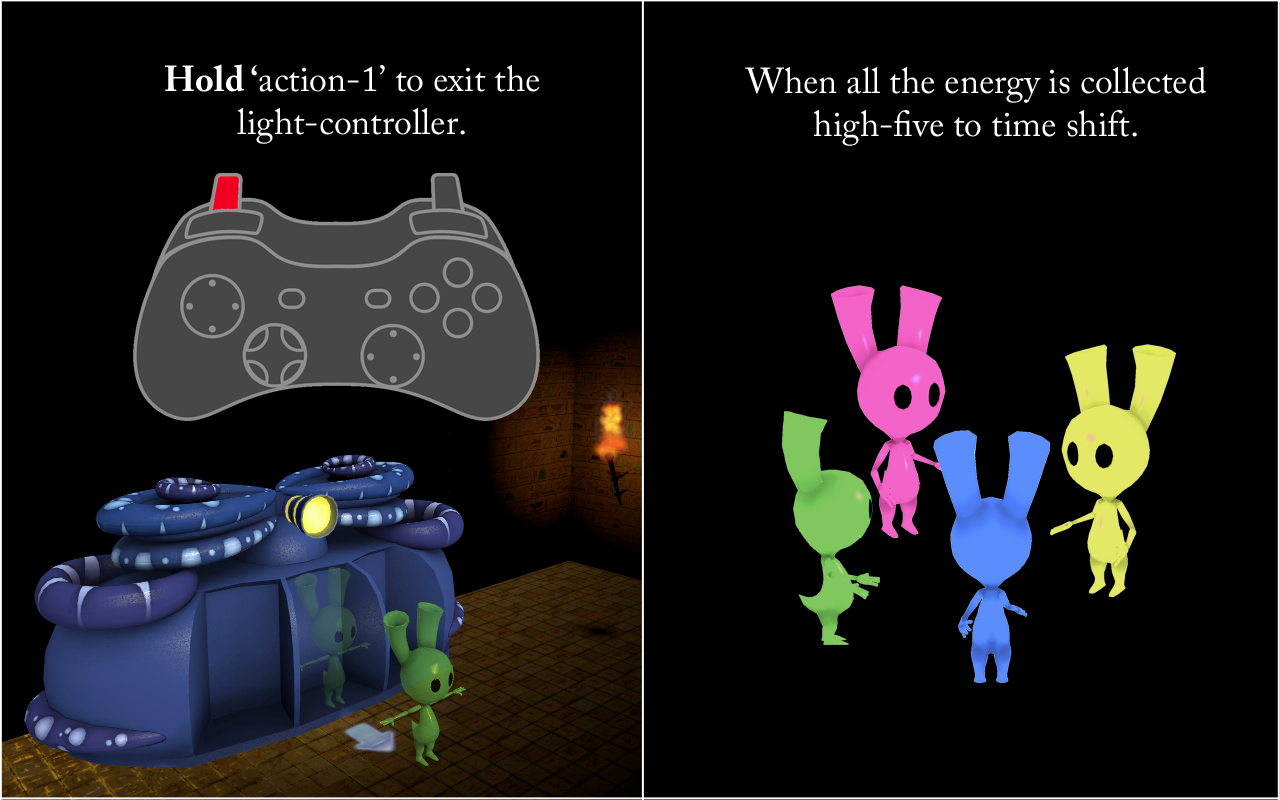 Hold ‘action-1’ to exit the
light-controller.
When all the energy is collected
high-five to time shift.